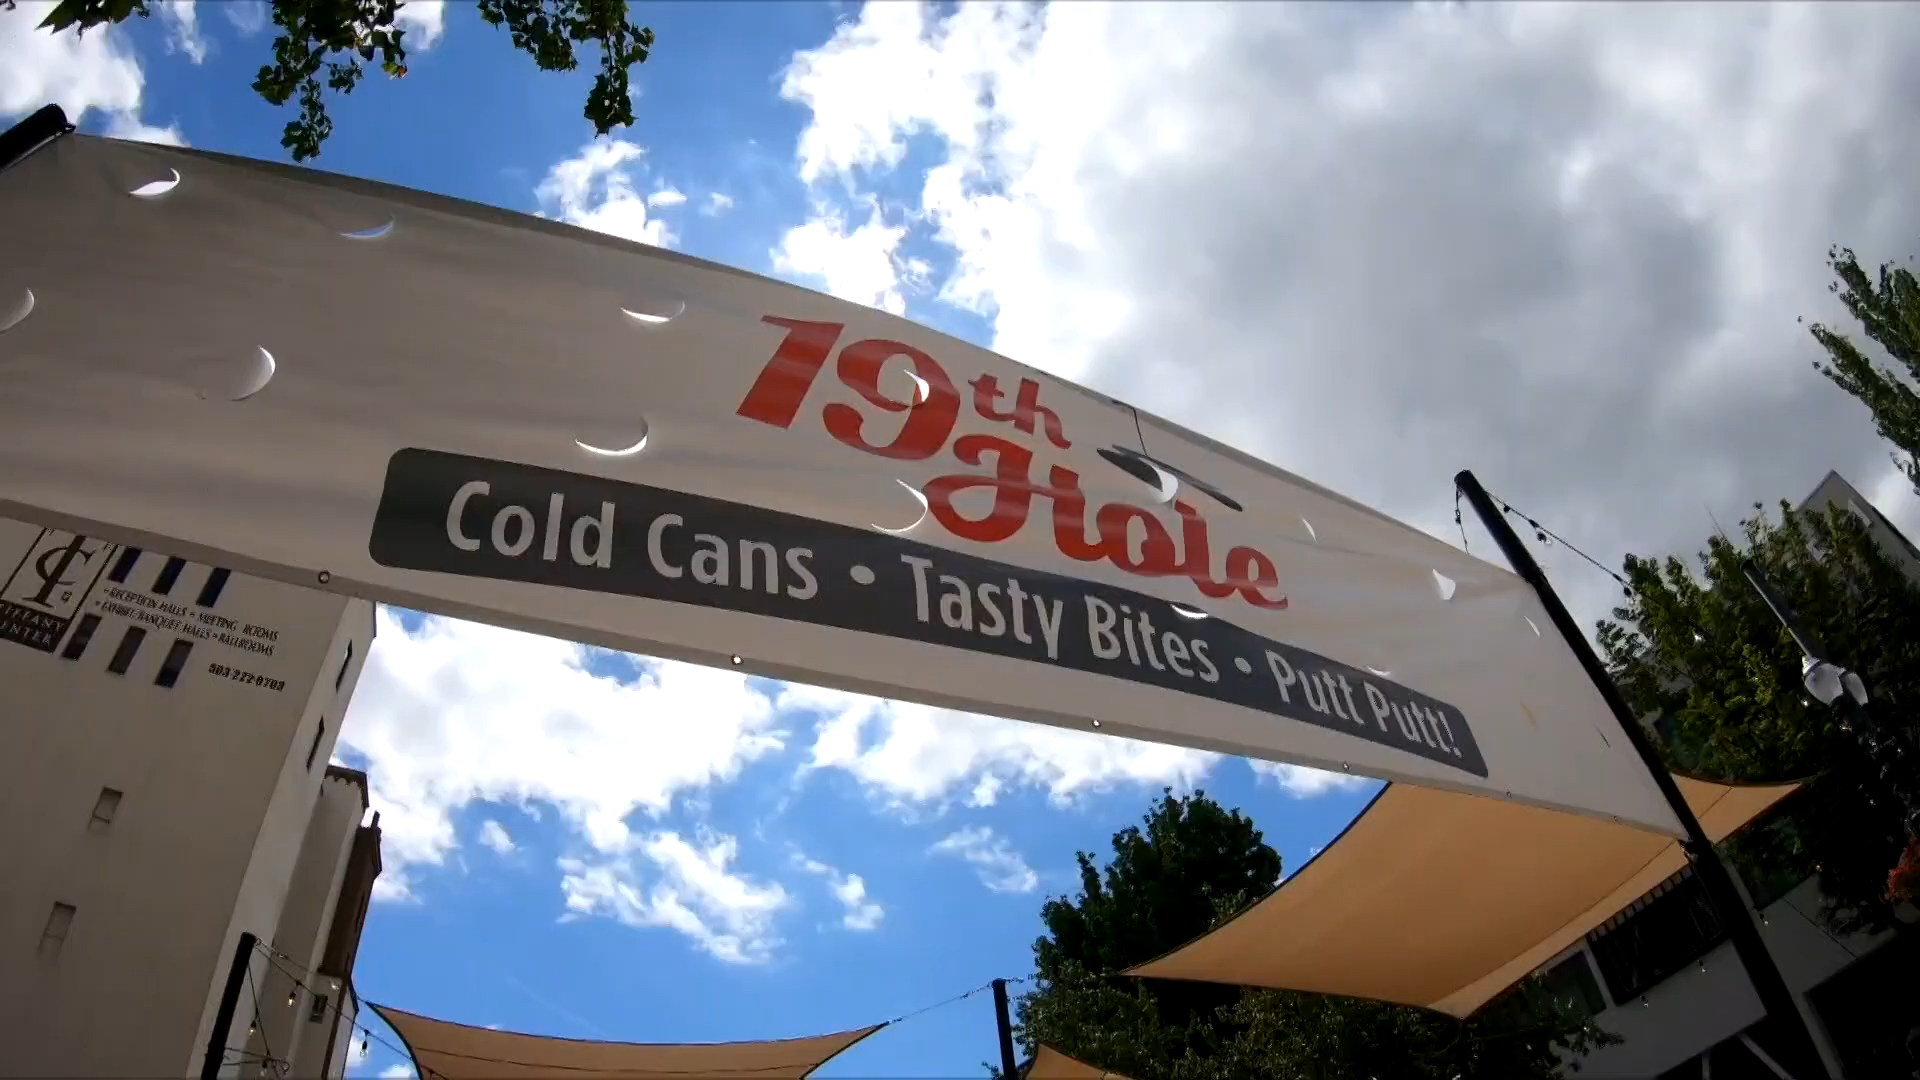 19th
Hole
Cold Cans • Tasty Bites • Putt Putt!
• RECEPTION HALLS • MEETING ROOMS
• EXHIBIT/BANQUET HALLS • BALLROOMS
503-222-0703